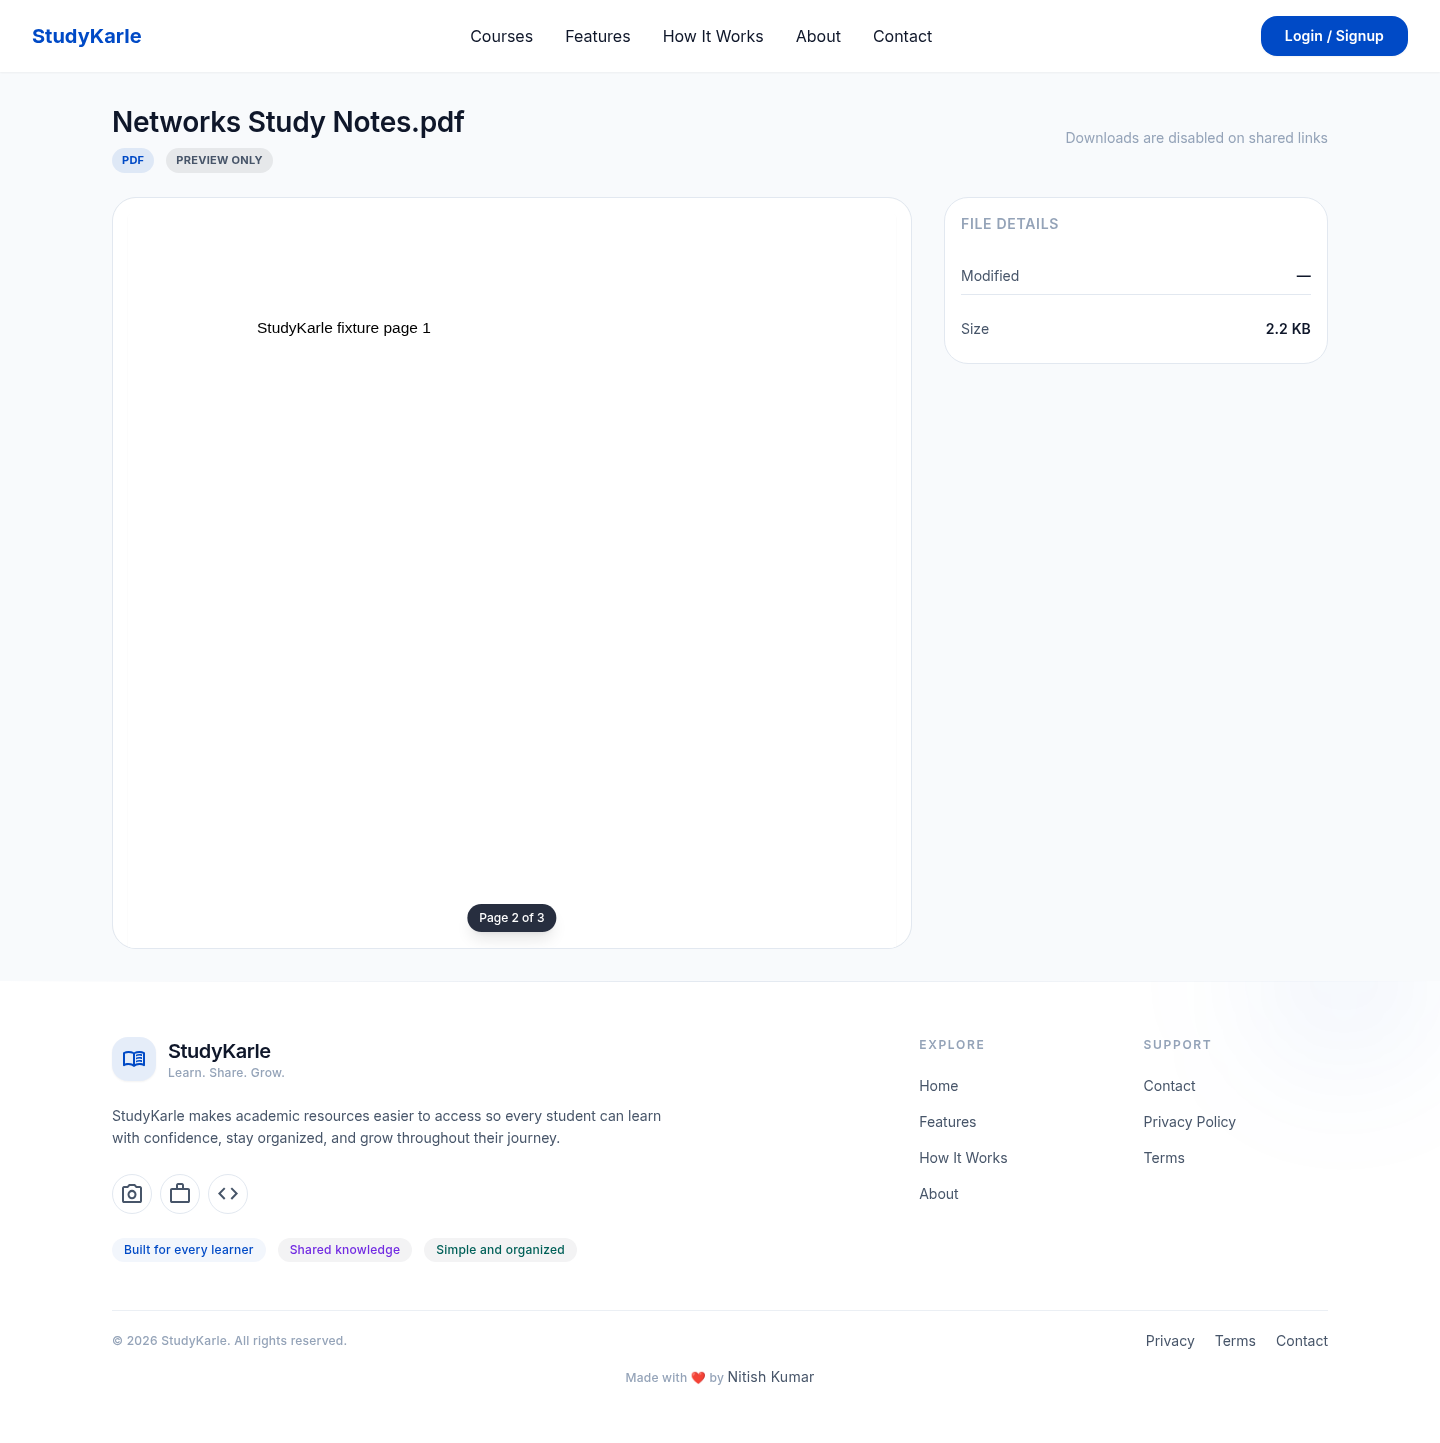 StudyKarle
Courses Features How It Works About Contact
Login / Signup
Networks Study Notes.pdf
PDF PREVIEW ONLY
Downloads are disabled on shared links
StudyKarle fixture page 1
Page 2 of 3
FILE DETAILS
Modified —
Size 2.2 KB
StudyKarle
Learn. Share. Grow.
StudyKarle makes academic resources easier to access so every student can learn
with confidence, stay organized, and grow throughout their journey.
Built for every learner Shared knowledge Simple and organized
EXPLORE
Home
Features
How It Works
About
SUPPORT
Contact
Privacy Policy
Terms
© 2026 StudyKarle. All rights reserved.
Privacy Terms Contact
Made with ❤️ by Nitish Kumar